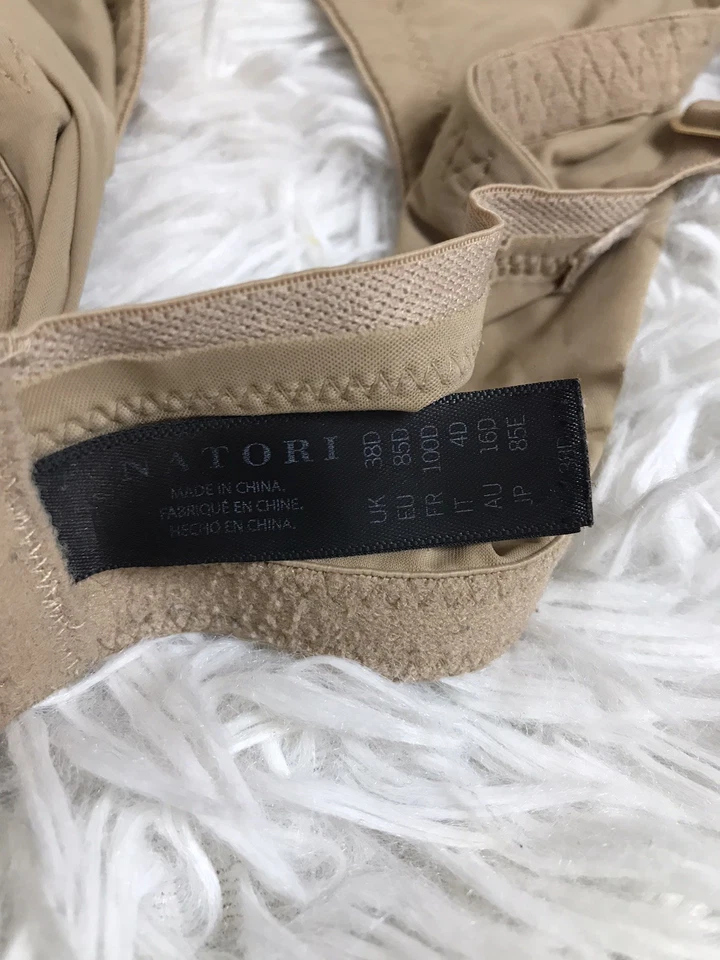 NATORI
MADE IN CHINA.
FABRIQUÉ EN CHINE.
HECHO EN CHINA.
UK 38D
EU 85D
FR 100D
IT 4D
AU 16D
JP 85E